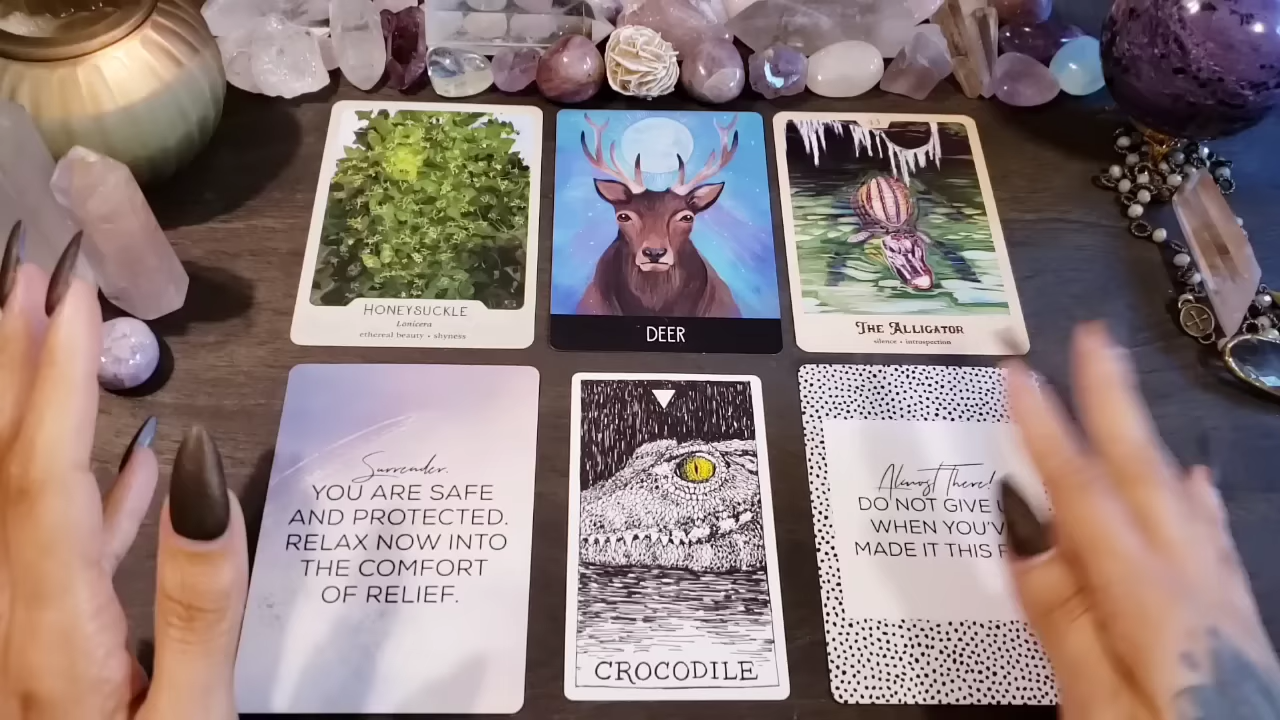 HONEYSUCKLE
Lonicera
ethereal beauty • shyness
DEER
13
THE ALLIGATOR
silence • introspection
Surrender.
YOU ARE SAFE
AND PROTECTED.
RELAX NOW INTO
THE COMFORT
OF RELIEF.
CROCODILE
Almost There!
DO NOT GIVE
WHEN
MADE IT THIS